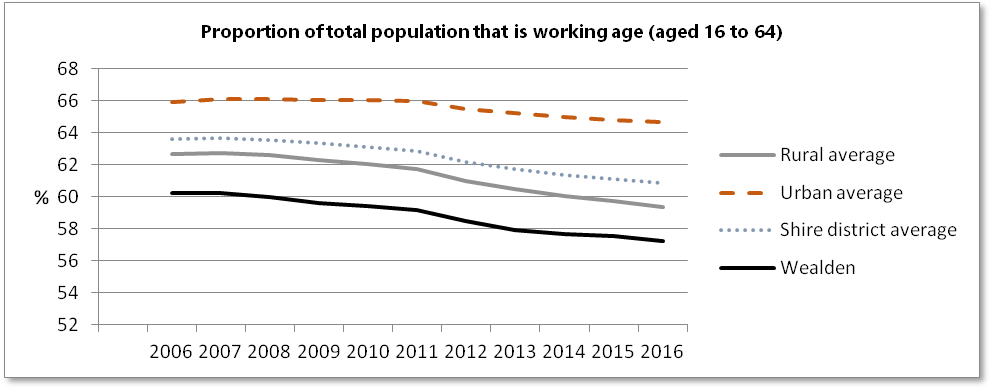 Proportion of total population that is working age (aged 16 to 64)
68
66
64
62
60
58
56
54
52
%
2006 2007 2008 2009 2010 2011 2012 2013 2014 2015 2016
Rural average
Urban average
Shire district average
Wealden